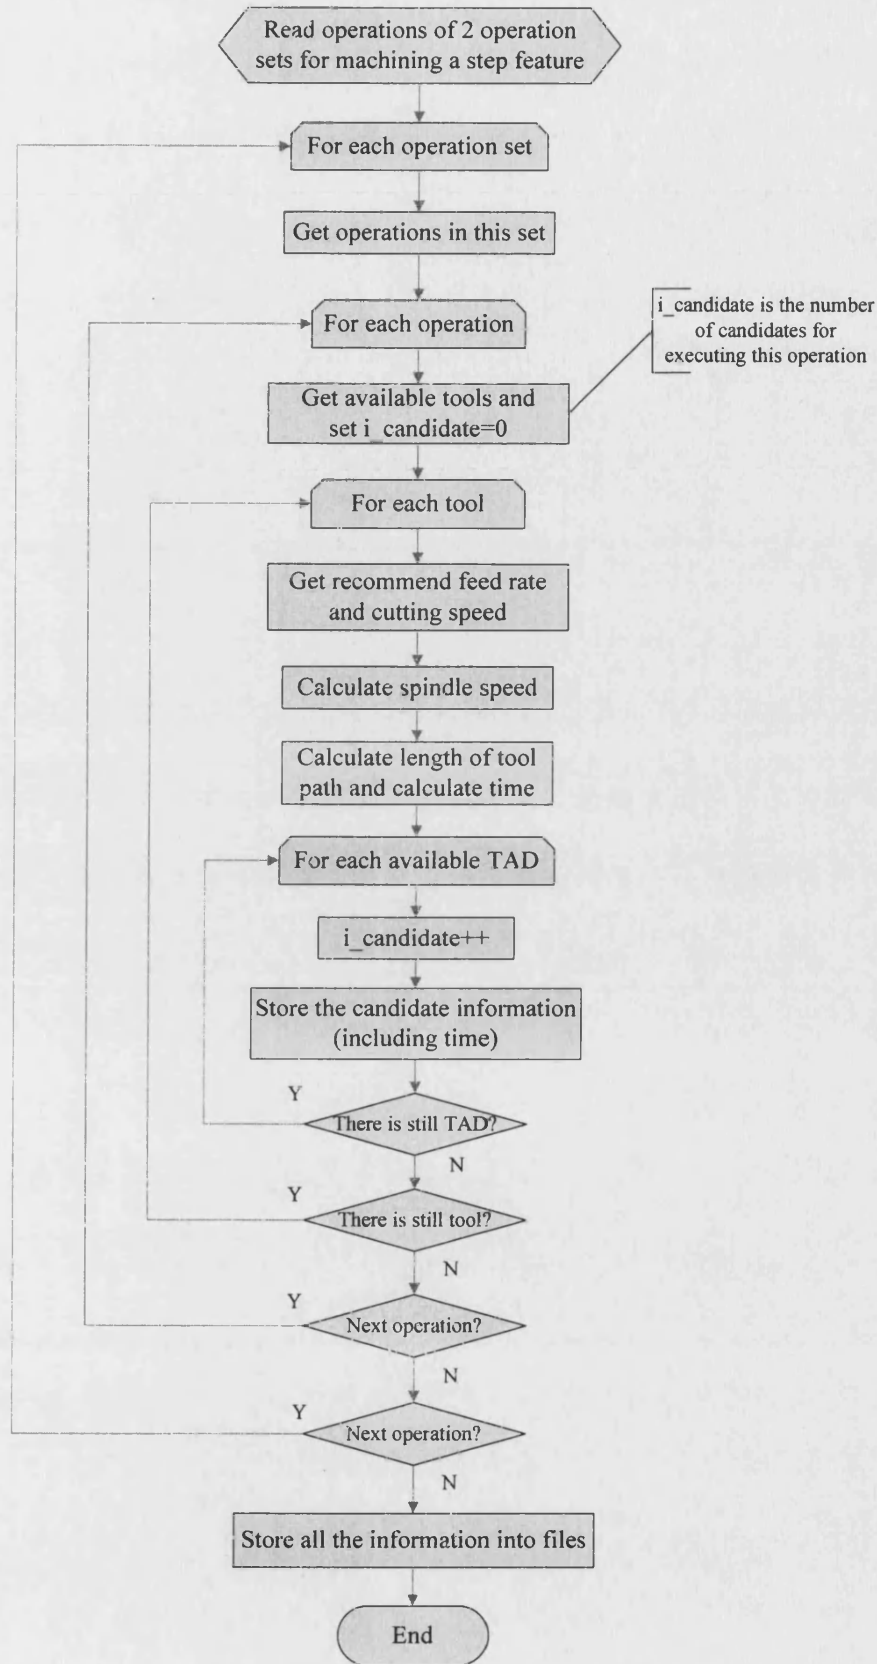 Read operations of 2 operation
sets for machining a step feature
For each operation set
Get operations in this set
For each operation
i_candidate is the number
of candidates for
executing this operation
Get available tools and
set i_candidate=0
For each tool
Get recommend feed rate
and cutting speed
Calculate spindle speed
Calculate length of tool
path and calculate time
For each available TAD
i_candidate++
Store the candidate information
(including time)
Y
There is still TAD?
N
Y
There is still tool?
N
Y
Next operation?
N
Y
Next operation?
N
Store all the information into files
End